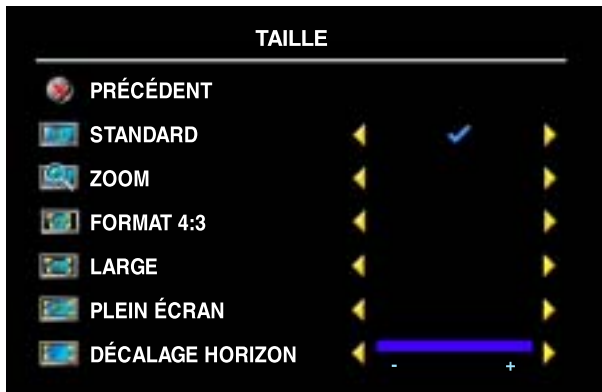 TAILLE
PRÉCÉDENT
STANDARD
ZOOM
FORMAT 4:3
LARGE
PLEIN ÉCRAN
DÉCALAGE HORIZON
- +